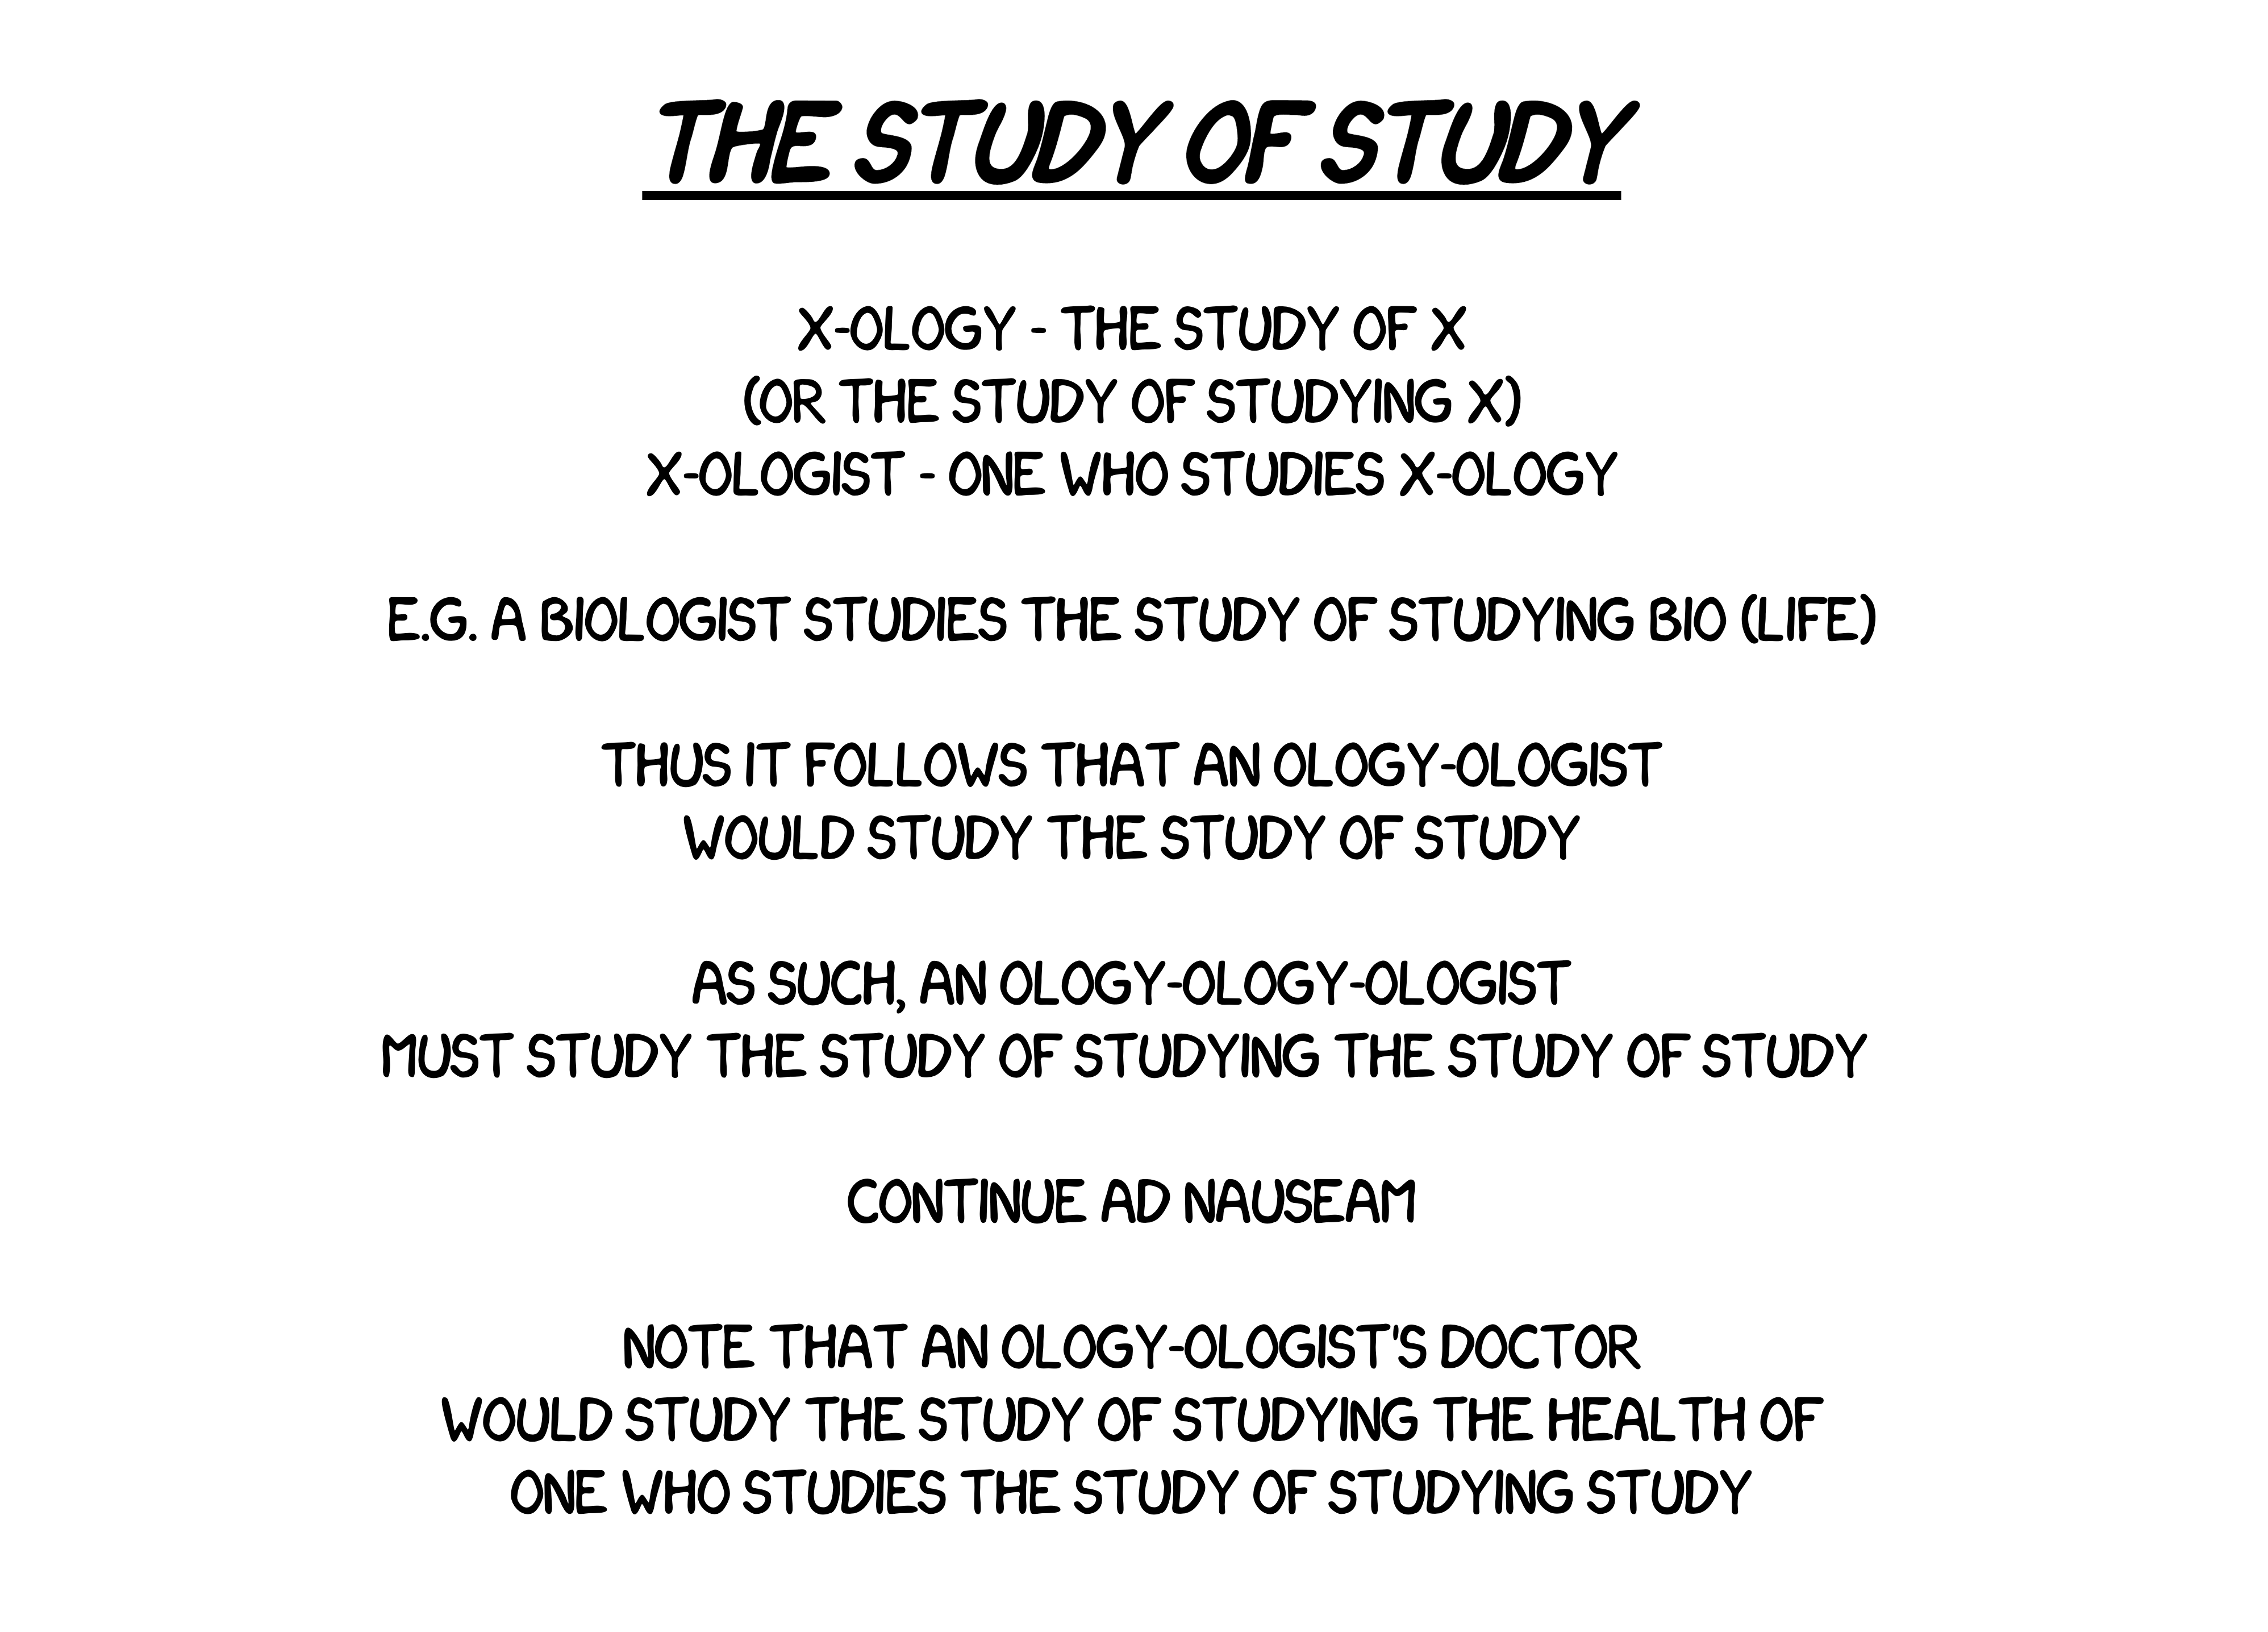 THE STUDY OF STUDY
X-OLOGY - THE STUDY OF X
(OR THE STUDY OF STUDYING X)
X-OLOGIST - ONE WHO STUDIES X-OLOGY
E.G. A BIOLOGIST STUDIES THE STUDY OF STUDYING BIO (LIFE)
THUS IT FOLLOWS THAT AN OLOGY-OLOGIST
WOULD STUDY THE STUDY OF STUDY
AS SUCH, AN OLOGY-OLOGY-OLOGIST
MUST STUDY THE STUDY OF STUDYING THE STUDY OF STUDY
CONTINUE AD NAUSEAM
NOTE THAT AN OLOGY-OLOGIST'S DOCTOR
WOULD STUDY THE STUDY OF STUDYING THE HEALTH OF
ONE WHO STUDIES THE STUDY OF STUDYING STUDY